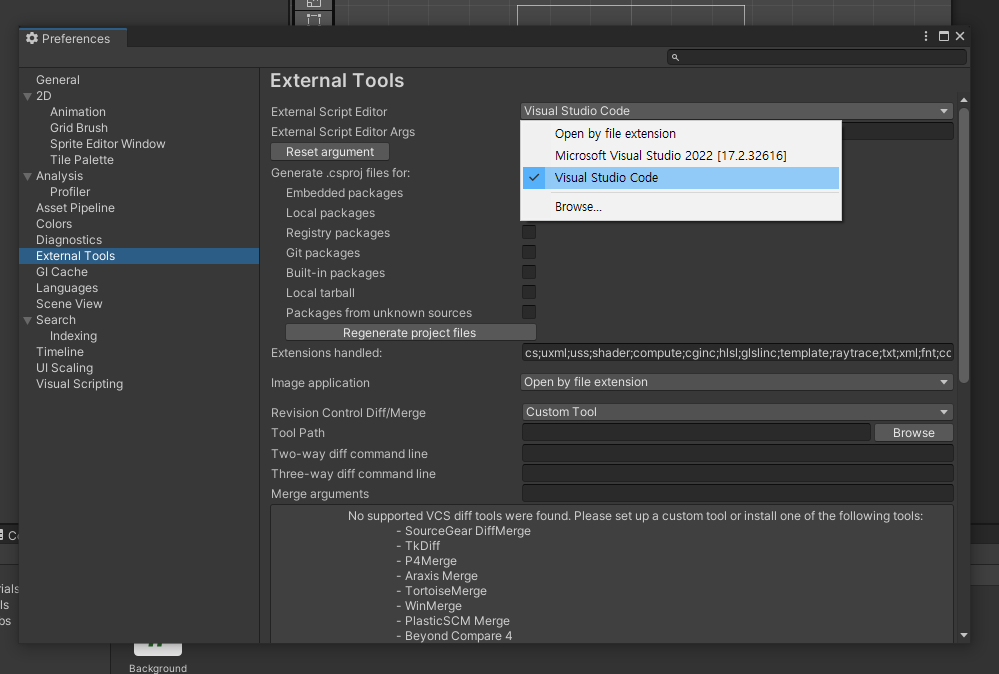 Preferences
General
2D
Animation
Grid Brush
Sprite Editor Window
Tile Palette
Analysis
Profiler
Asset Pipeline
Colors
Diagnostics
External Tools
GI Cache
Languages
Scene View
Search
Indexing
Timeline
UI Scaling
Visual Scripting
External Tools
External Script Editor
Visual Studio Code
External Script Editor Args
Reset argument
Open by file extension
Microsoft Visual Studio 2022 [17.2.32616]
Visual Studio Code
Browse...
Generate .csproj files for:
Embedded packages
Local packages
Registry packages
Git packages
Built-in packages
Local tarball
Packages from unknown sources
Regenerate project files
Extensions handled:
cs;uxml;uss;shader;compute;cginc;hlsl;glslinc;template;raytrace;txt;xml;fnt;cc
Image application
Open by file extension
Revision Control Diff/Merge
Custom Tool
Tool Path
Browse
Two-way diff command line
Three-way diff command line
Merge arguments
No supported VCS diff tools were found. Please set up a custom tool or install one of the following tools:
- SourceGear DiffMerge
- TkDiff
- P4Merge
- Araxis Merge
- TortoiseMerge
- WinMerge
- PlasticSCM Merge
- Beyond Compare 4
Background